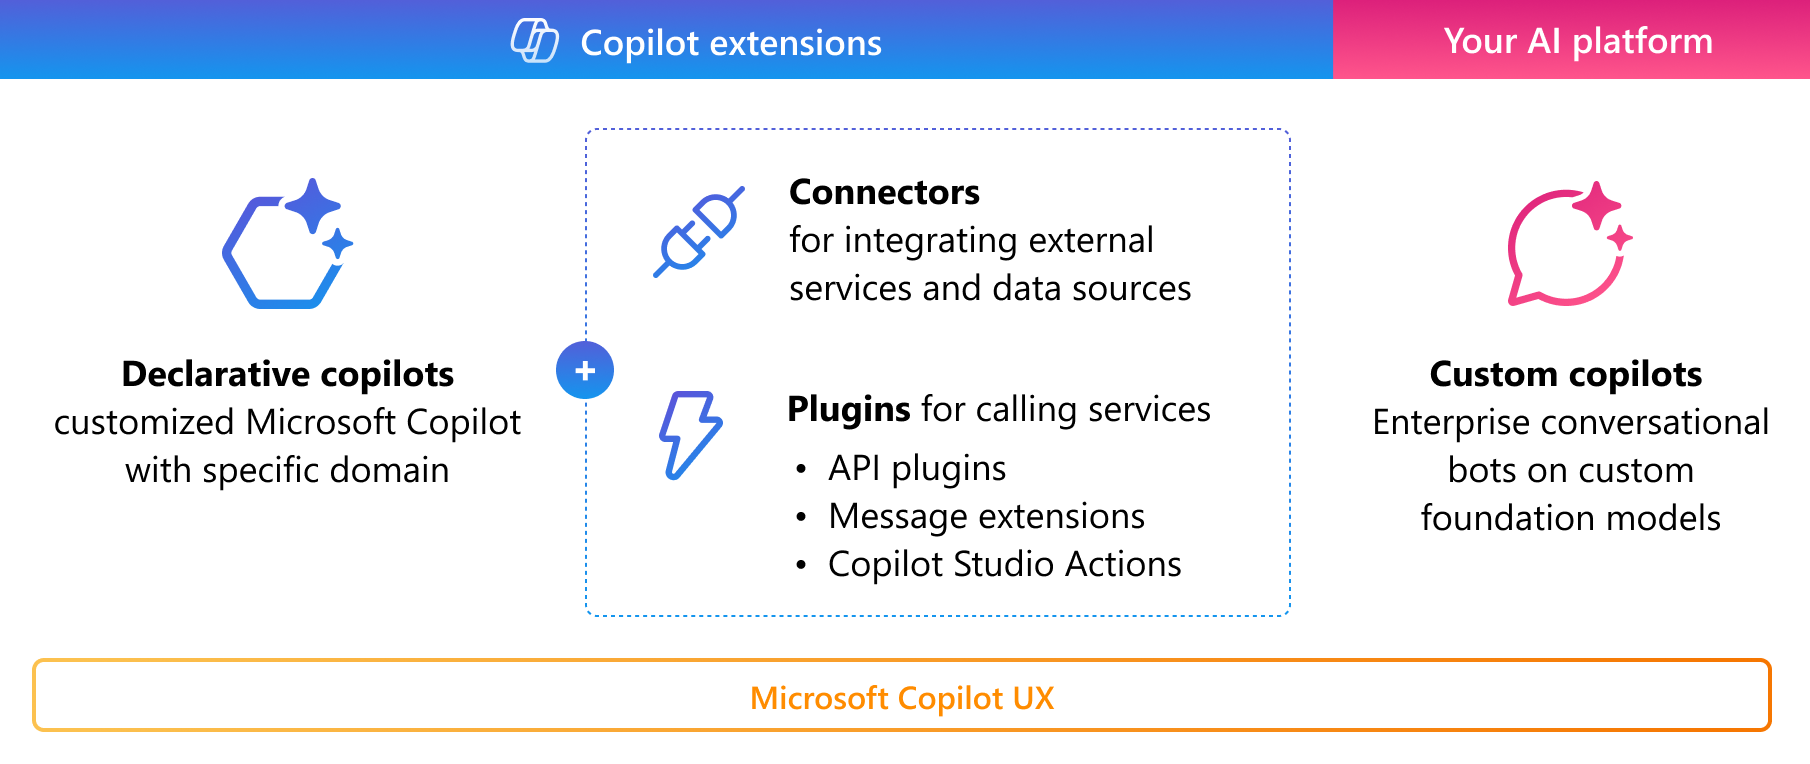 Copilot extensions
Your AI platform
Declarative copilots
customized Microsoft Copilot
with specific domain
+
Connectors
for integrating external
services and data sources
Plugins for calling services
• API plugins
• Message extensions
• Copilot Studio Actions
Custom copilots
Enterprise conversational
bots on custom
foundation models
Microsoft Copilot UX